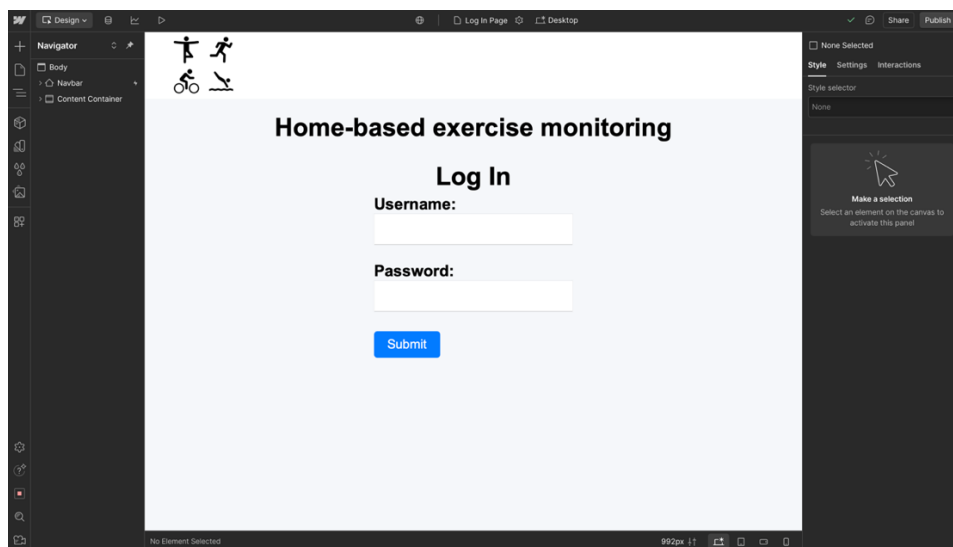 Design
Log In Page
Desktop
Share
Publish
Navigator
Body
Navbar
Content Container
Home-based exercise monitoring
Log In
Username:
Password:
Submit
None Selected
Style Settings Interactions
Style selector
None
Make a selection
Select an element on the canvas to
activate this panel
No Element Selected
992px